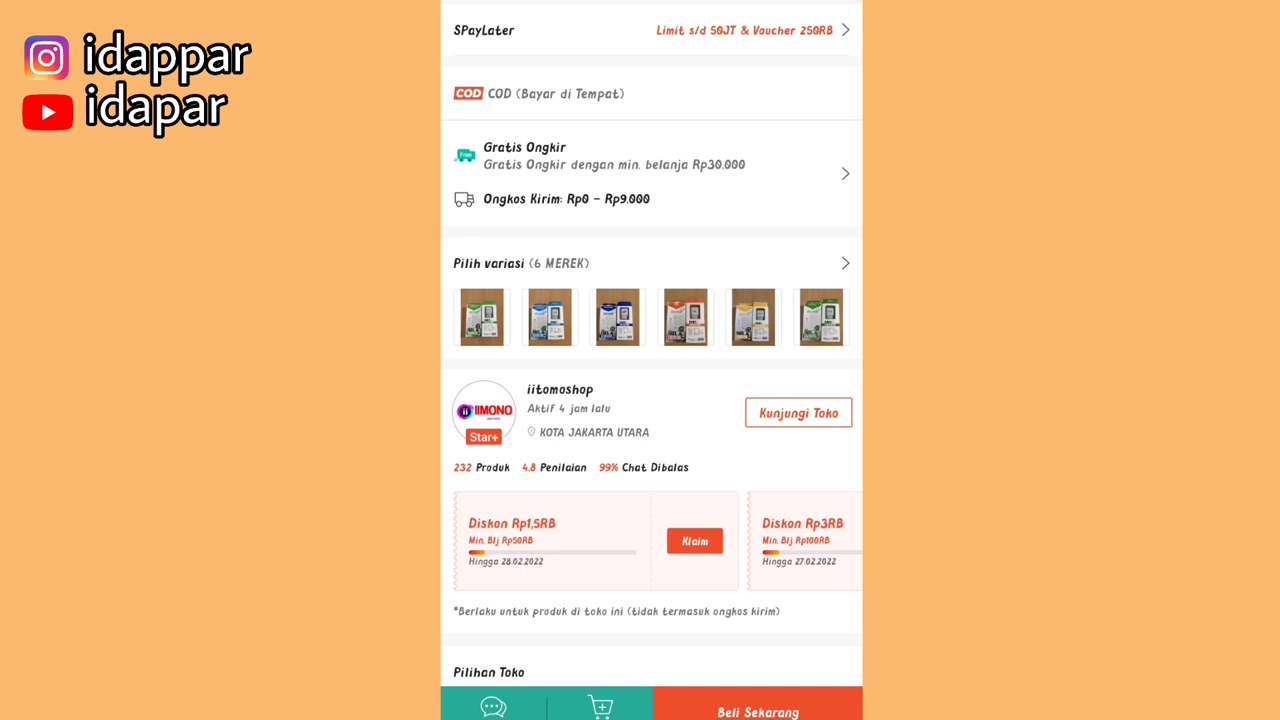 idappar
idapar
SPayLater
Limit s/d 50JT & Voucher 250RB
COD COD (Bayar di Tempat)
Free
Gratis Ongkir
Gratis Ongkir dengan min. belanja Rp30.000
Ongkos Kirim: Rp0 - Rp9.000
Pilih variasi (6 MEREK)
ii IIMONO
Star+
iitomoshop
Aktif 4 jam lalu
KOTA JAKARTA UTARA
Kunjungi Toko
232 Produk 4.8 Penilaian 99% Chat Dibalas
Diskon Rp1,5RB
Min. Blj Rp50RB
Hingga 28.02.2022
Klaim
Diskon Rp3RB
Min. Blj Rp100RB
Hingga 27.02.2022
*Berlaku untuk produk di toko ini (tidak termasuk ongkos kirim)
Pilihan Toko
Beli Sekarang